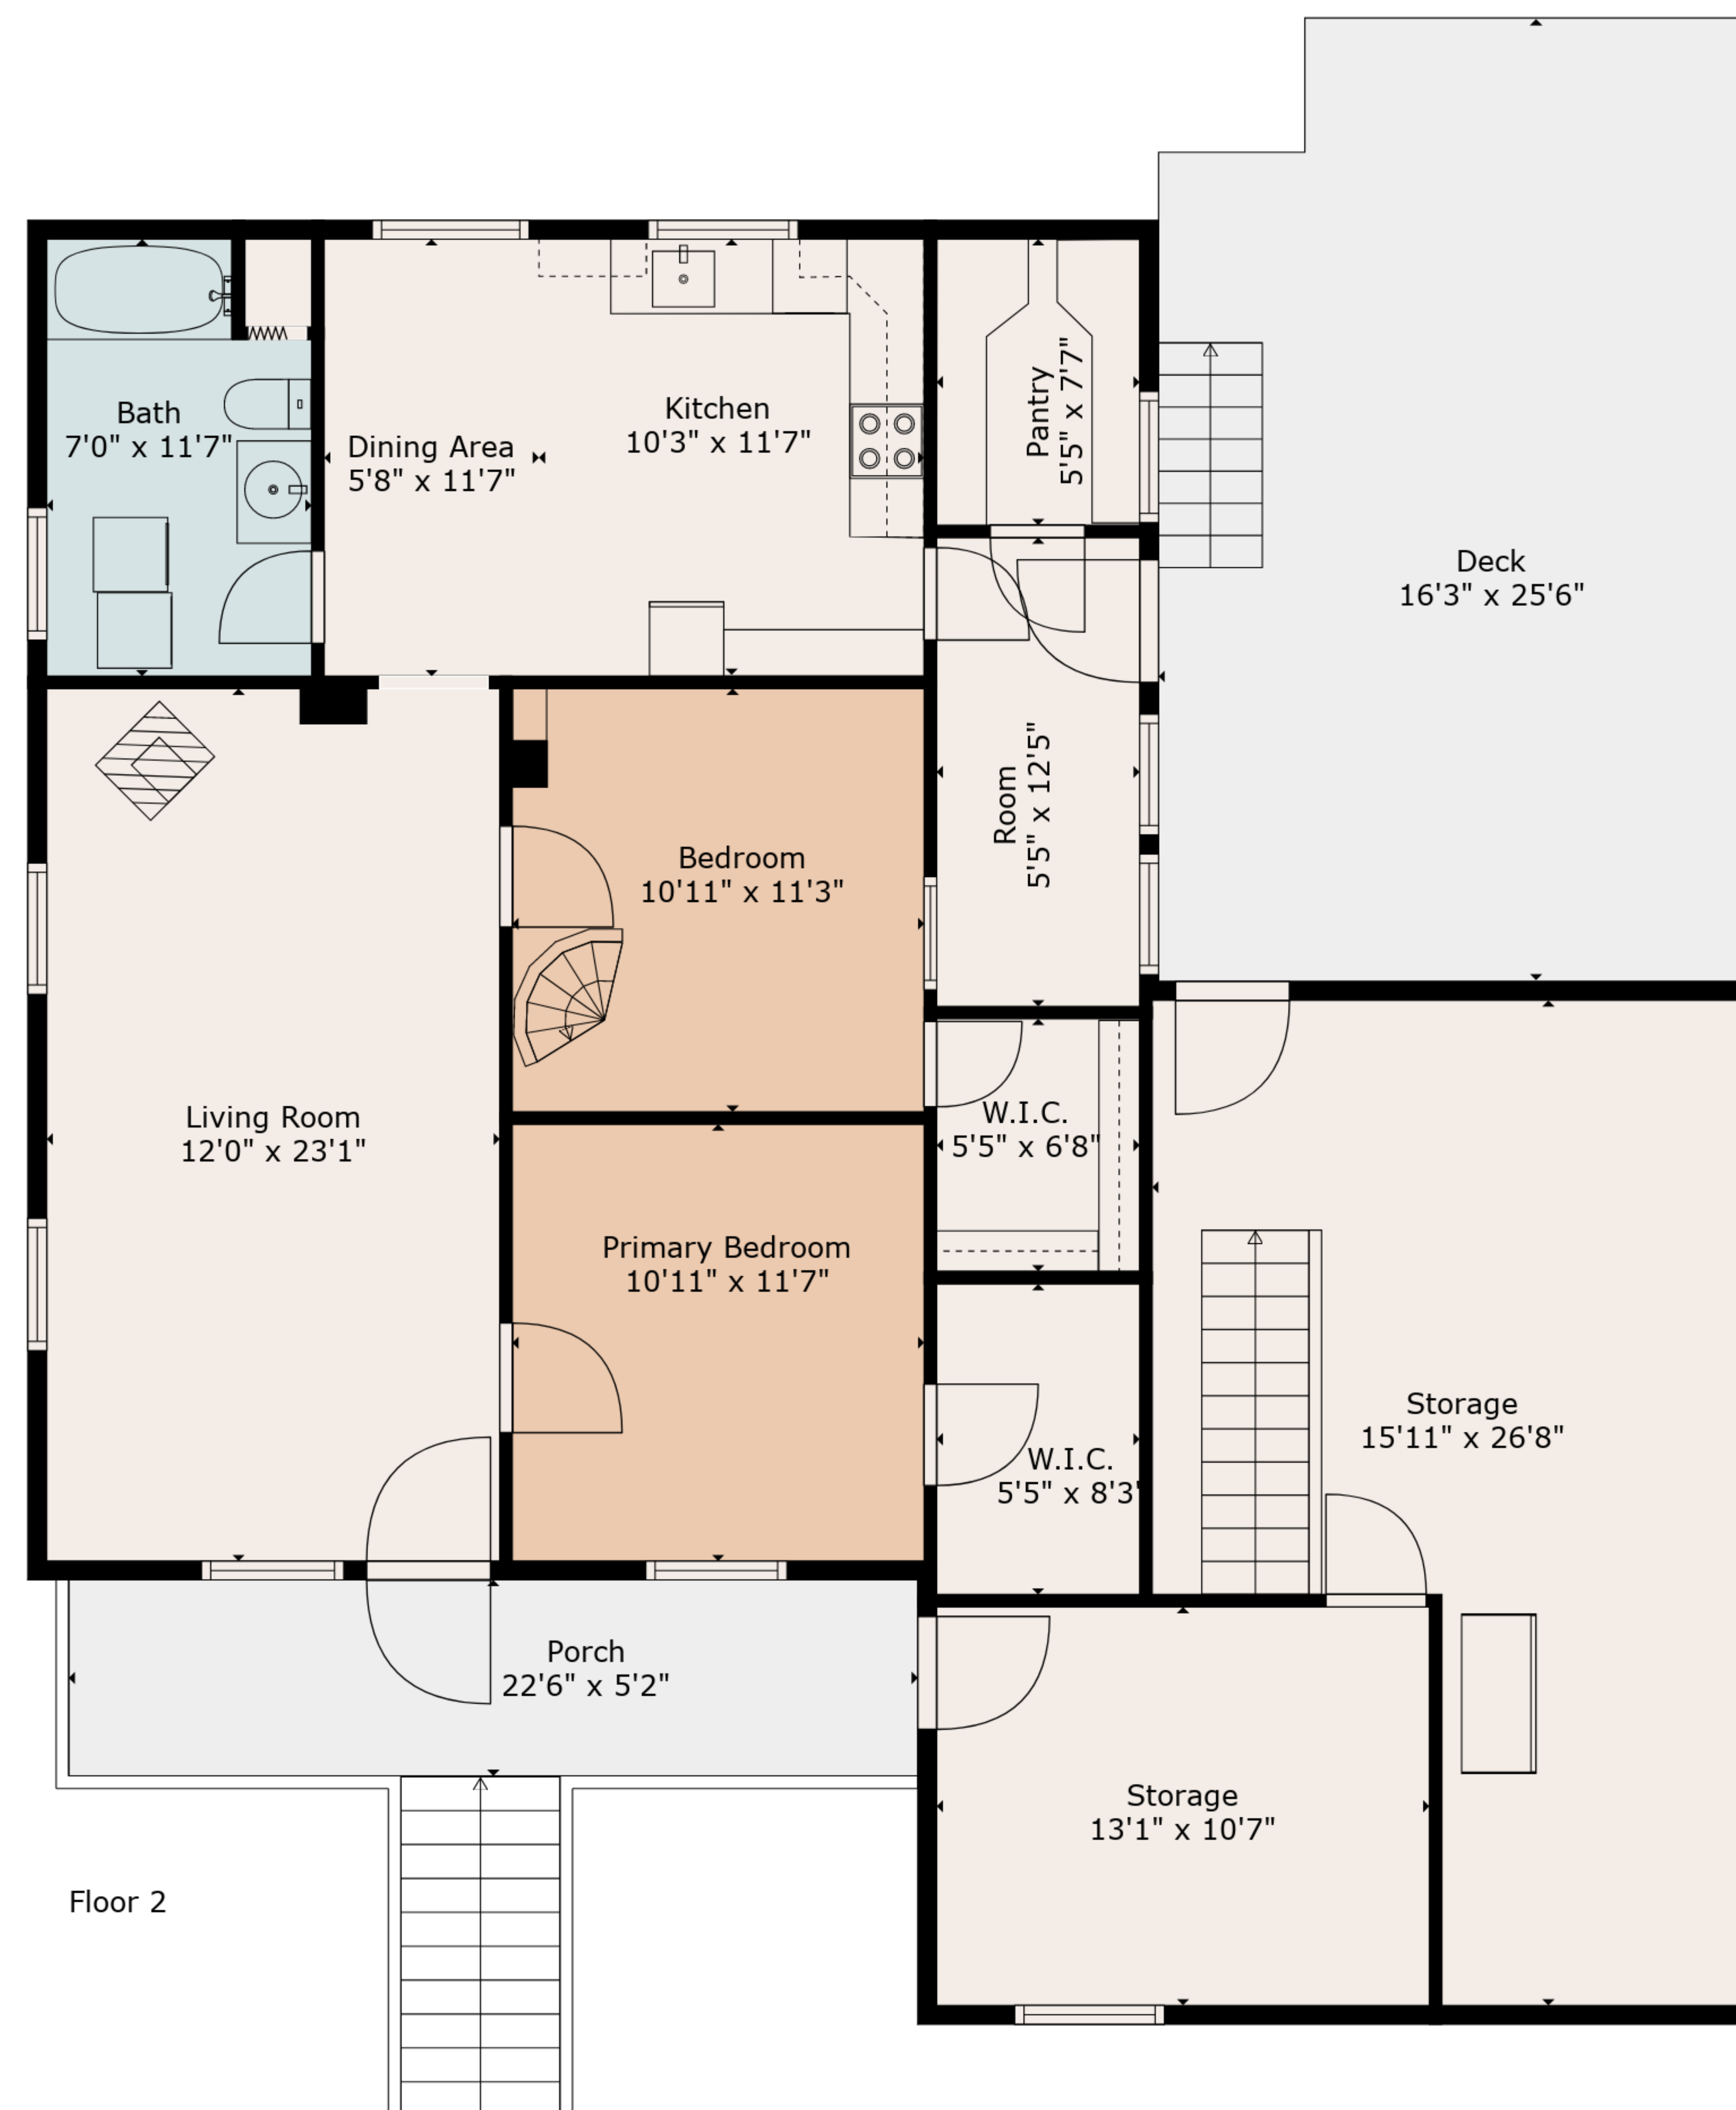 Bath
7'0" x 11'7"
Dining Area
5'8" x 11'7"
Kitchen
10'3" x 11'7"
Pantry
5'5" x 7'7"
Deck
16'3" x 25'6"
Room
5'5" x 12'5"
Bedroom
10'11" x 11'3"
Living Room
12'0" x 23'1"
W.I.C.
5'5" x 6'8"
Primary Bedroom
10'11" x 11'7"
W.I.C.
5'5" x 8'3'
Storage
15'11" x 26'8"
Porch
22'6" x 5'2"
Storage
13'1" x 10'7"
Floor 2